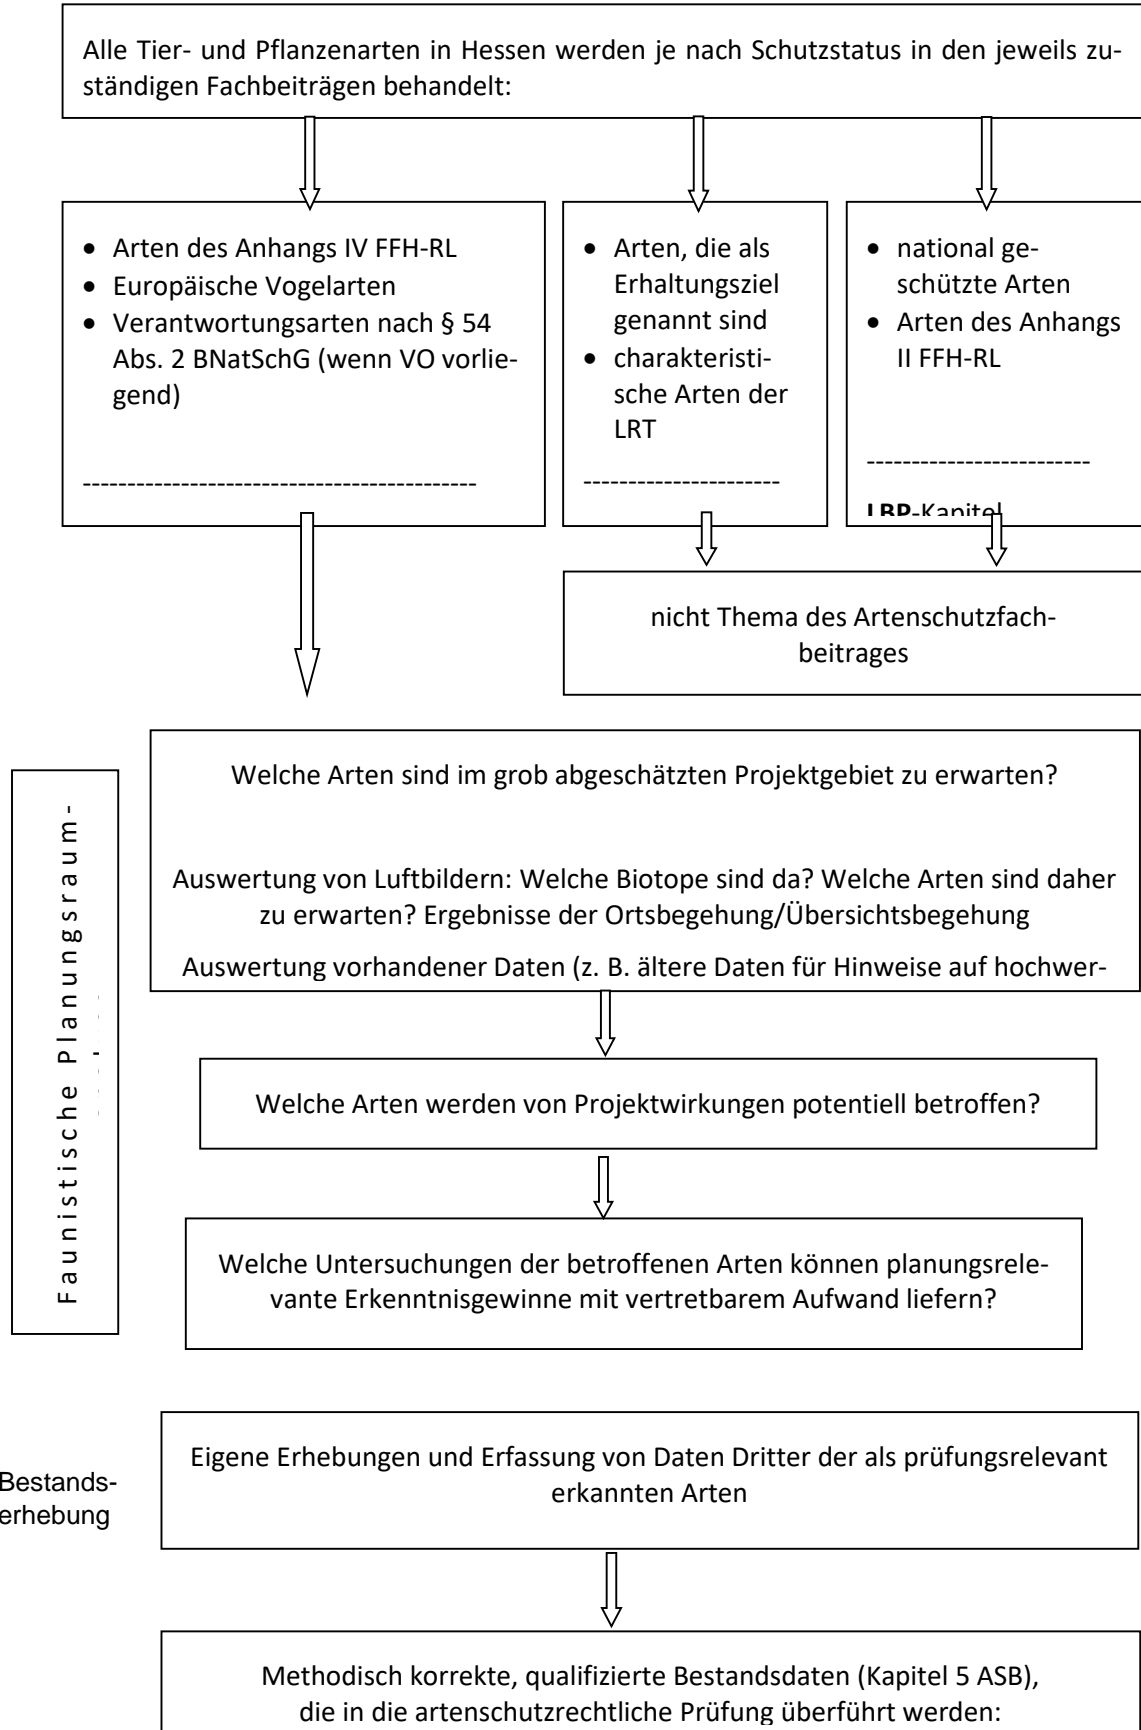 Alle Tier- und Pflanzenarten in Hessen werden je nach Schutzstatus in den jeweils zu-
ständigen Fachbeiträgen behandelt:
• Arten des Anhangs IV FFH-RL
• Europäische Vogelarten
• Verantwortungsarten nach § 54
Abs. 2 BNatSchG (wenn VO vorlie-
gend)
--------------------------------------------
• Arten, die als
Erhaltungsziel
genannt sind
• charakteristi-
sche Arten der
LRT
----------------------
• national ge-
schützte Arten
• Arten des Anhangs
II FFH-RL
-------------------------
LBP-Kapitel
nicht Thema des Artenschutzfach-
beitrages
Faunistische Planungsraum-
Welche Arten sind im grob abgeschätzten Projektgebiet zu erwarten?
Auswertung von Luftbildern: Welche Biotope sind da? Welche Arten sind daher
zu erwarten? Ergebnisse der Ortsbegehung/Übersichtsbegehung
Auswertung vorhandener Daten (z. B. ältere Daten für Hinweise auf hochwer-
Welche Arten werden von Projektwirkungen potentiell betroffen?
Welche Untersuchungen der betroffenen Arten können planungsrele-
vante Erkenntnisgewinne mit vertretbarem Aufwand liefern?
Bestands-
erhebung
Eigene Erhebungen und Erfassung von Daten Dritter der als prüfungsrelevant
erkannten Arten
Methodisch korrekte, qualifizierte Bestandsdaten (Kapitel 5 ASB),
die in die artenschutzrechtliche Prüfung überführt werden: